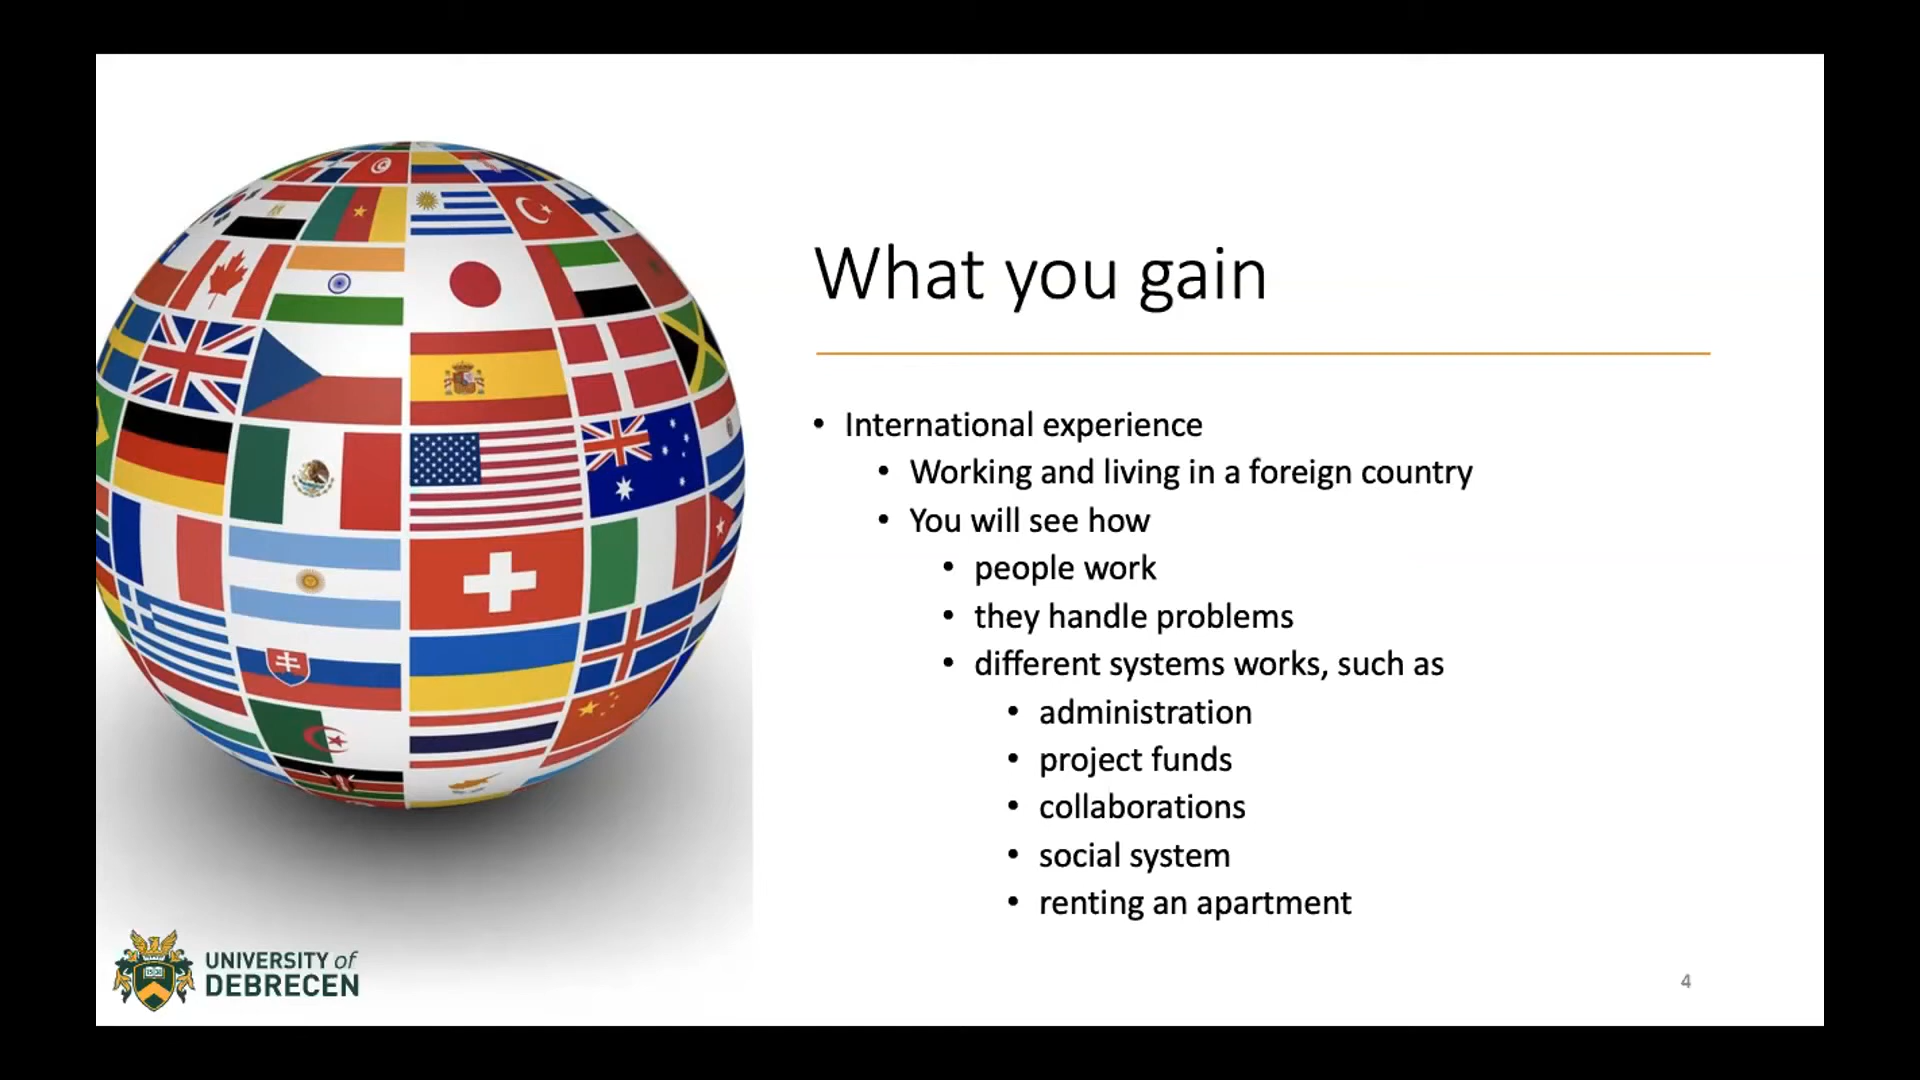 What you gain
• International experience
• Working and living in a foreign country
• You will see how
• people work
• they handle problems
• different systems works, such as
• administration
• project funds
• collaborations
• social system
• renting an apartment
UNIVERSITY of
DEBRECEN
4